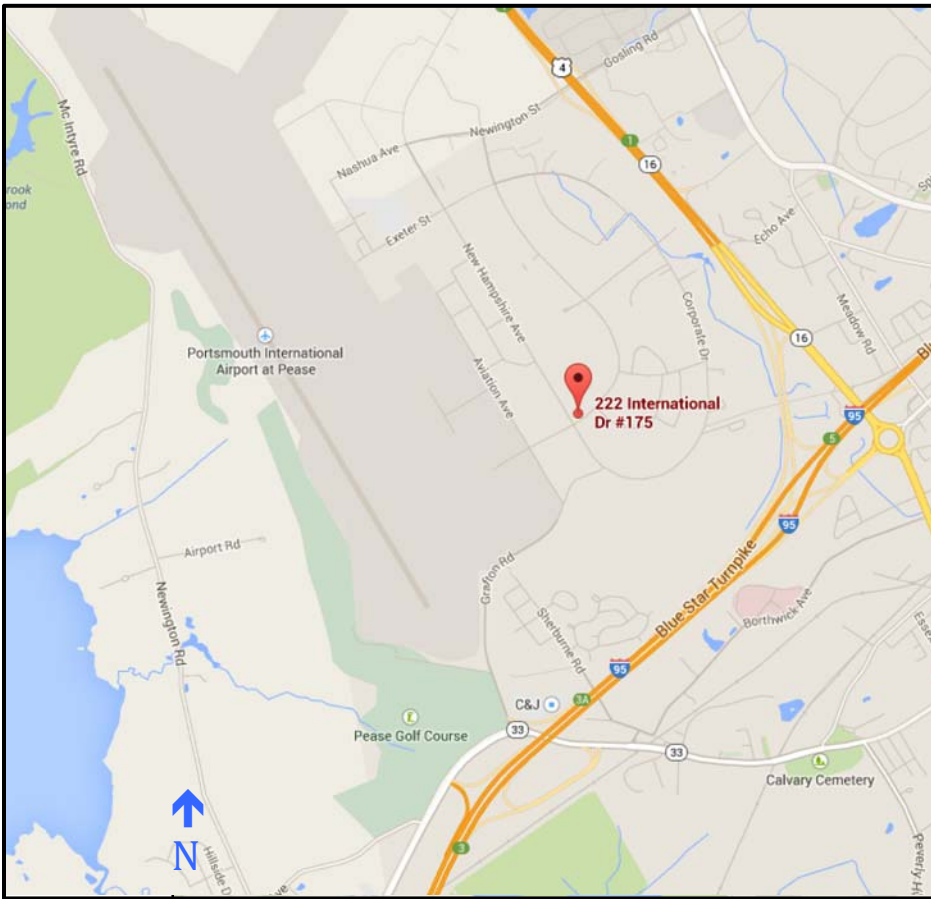 4
Gosling Rd
Mc Intyre Rd
Newington St
1
Nashua Ave
16
rook
ond
Exeter St
Echo Ave
New Hampshire Ave
Corporate Dr
Meadow Rd
16
Portsmouth International
Airport at Pease
Aviation Ave
222 International
Dr #175
95
5
95
Airport Rd
Grafton Rd
Blue Star Turnpike
Newington Rd
Sherburne Rd
Borthwick Ave
95
C&J
3A
33
Pease Golf Course
33
Calvary Cemetery
N
3
Hillside D
Peverly H